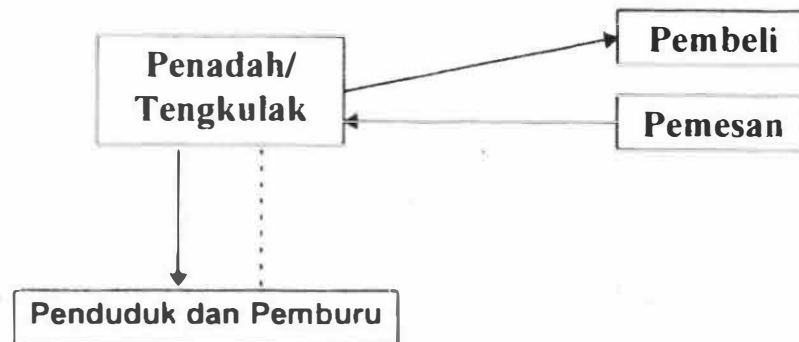 Penadah/
Tengkulak
Pembeli
Pemesan
Penduduk dan Pemburu